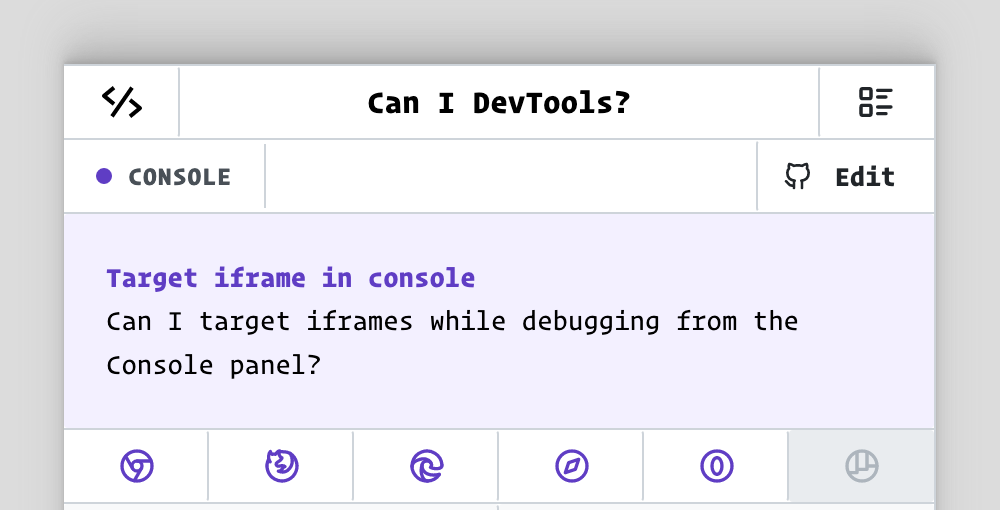 Can I DevTools?
CONSOLE
Edit
Target iframe in console
Can I target iframes while debugging from the
Console panel?